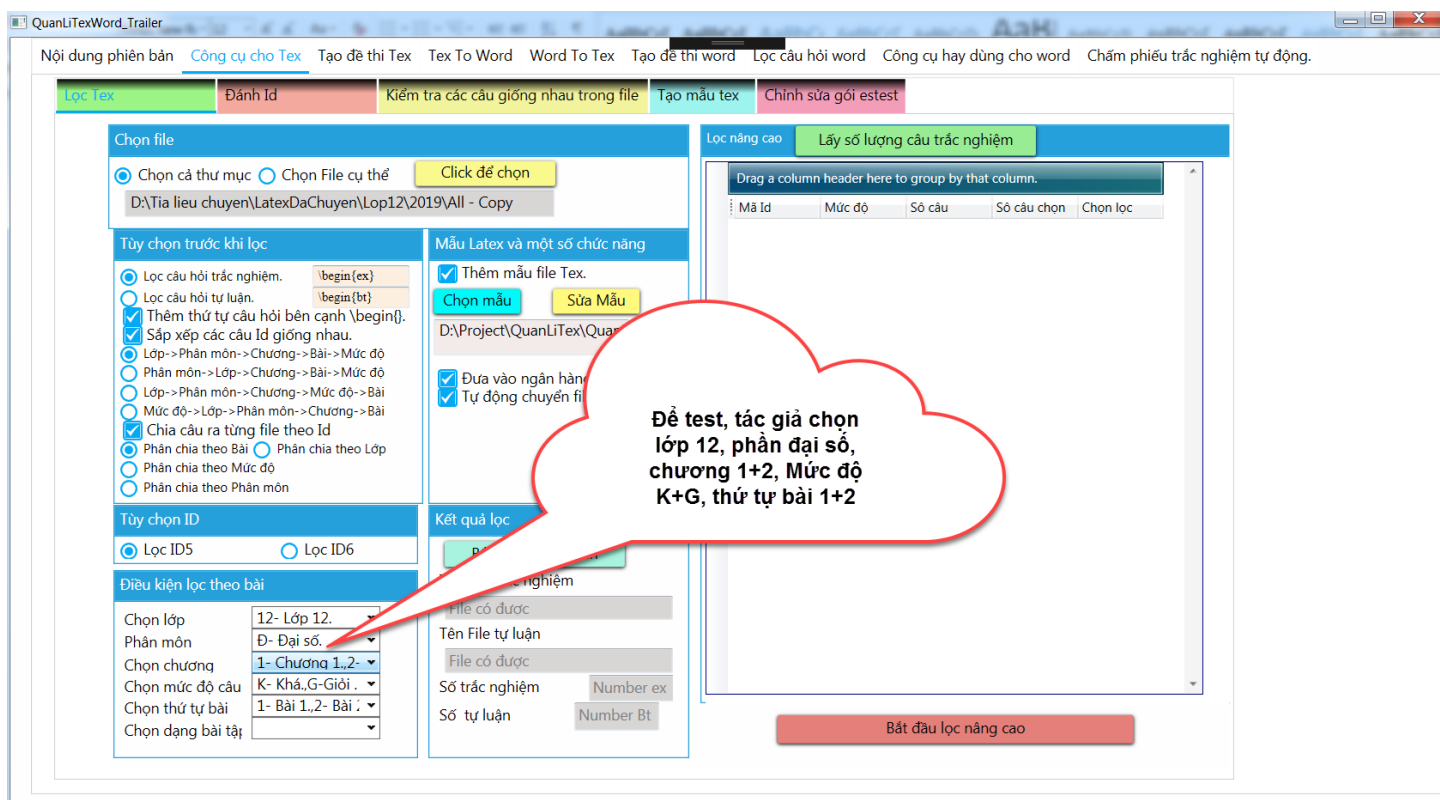 QuanLiTexWord_Trailer
Nội dung phiên bản Công cụ cho Tex Tạo đề thi Tex Tex To Word Word To Tex Tạo đề thi word Lọc câu hỏi word Công cụ hay dùng cho word Chấm phiếu trắc nghiệm tự động.
Lọc Tex Đánh Id Kiểm tra các câu giống nhau trong file Tạo mẫu tex Chỉnh sửa gói estest
Chọn file
Chọn cả thư mục Chọn File cụ thể Click để chọn
D:\Tia lieu chuyen\LatexDaChuyen\Lop12\2019\All - Copy
Tùy chọn trước khi lọc
Lọc câu hỏi trắc nghiệm. \begin{ex}
Lọc câu hỏi tự luận. \begin{bt}
Thêm thứ tự câu hỏi bên cạnh \begin{}.
Sắp xếp các câu Id giống nhau.
Lớp->Phân môn->Chương->Bài->Mức độ
Phân môn->Lớp->Chương->Bài->Mức độ
Lớp->Phân môn->Chương->Mức độ->Bài
Mức độ->Lớp->Phân môn->Chương->Bài
Chia câu ra từng file theo Id
Phân chia theo Bài Phân chia theo Lớp
Phân chia theo Mức độ
Phân chia theo Phân môn
Tùy chọn ID
Lọc ID5 Lọc ID6
Điều kiện lọc theo bài
Chọn lớp 12- Lớp 12.
Phân môn Đ- Đại số.
Chọn chương 1- Chương 1.,2-
Chọn mức độ câu K- Khá.,G-Giỏi .
Chọn thứ tự bài 1- Bài 1.,2- Bài
Chọn dạng bài tập
Mẫu Latex và một số chức năng
Thêm mẫu file Tex.
Chọn mẫu Sửa Mẫu
D:\Project\QuanLiTex\Quan
Đưa vào ngân hàn
Tự động chuyển fi
Kết quả lọc
nghiệm
File có được
Tên File tự luận
File có được
Số trắc nghiệm Number ex
Số tự luận Number Bt
Lọc nâng cao Lấy số lượng câu trắc nghiệm
Drag a column header here to group by that column.
Mã Id Mức độ Số câu Số câu chọn Chọn lọc
Để test, tác giả chọn
lớp 12, phần đại số,
chương 1+2, Mức độ
K+G, thứ tự bài 1+2
Bắt đầu lọc nâng cao